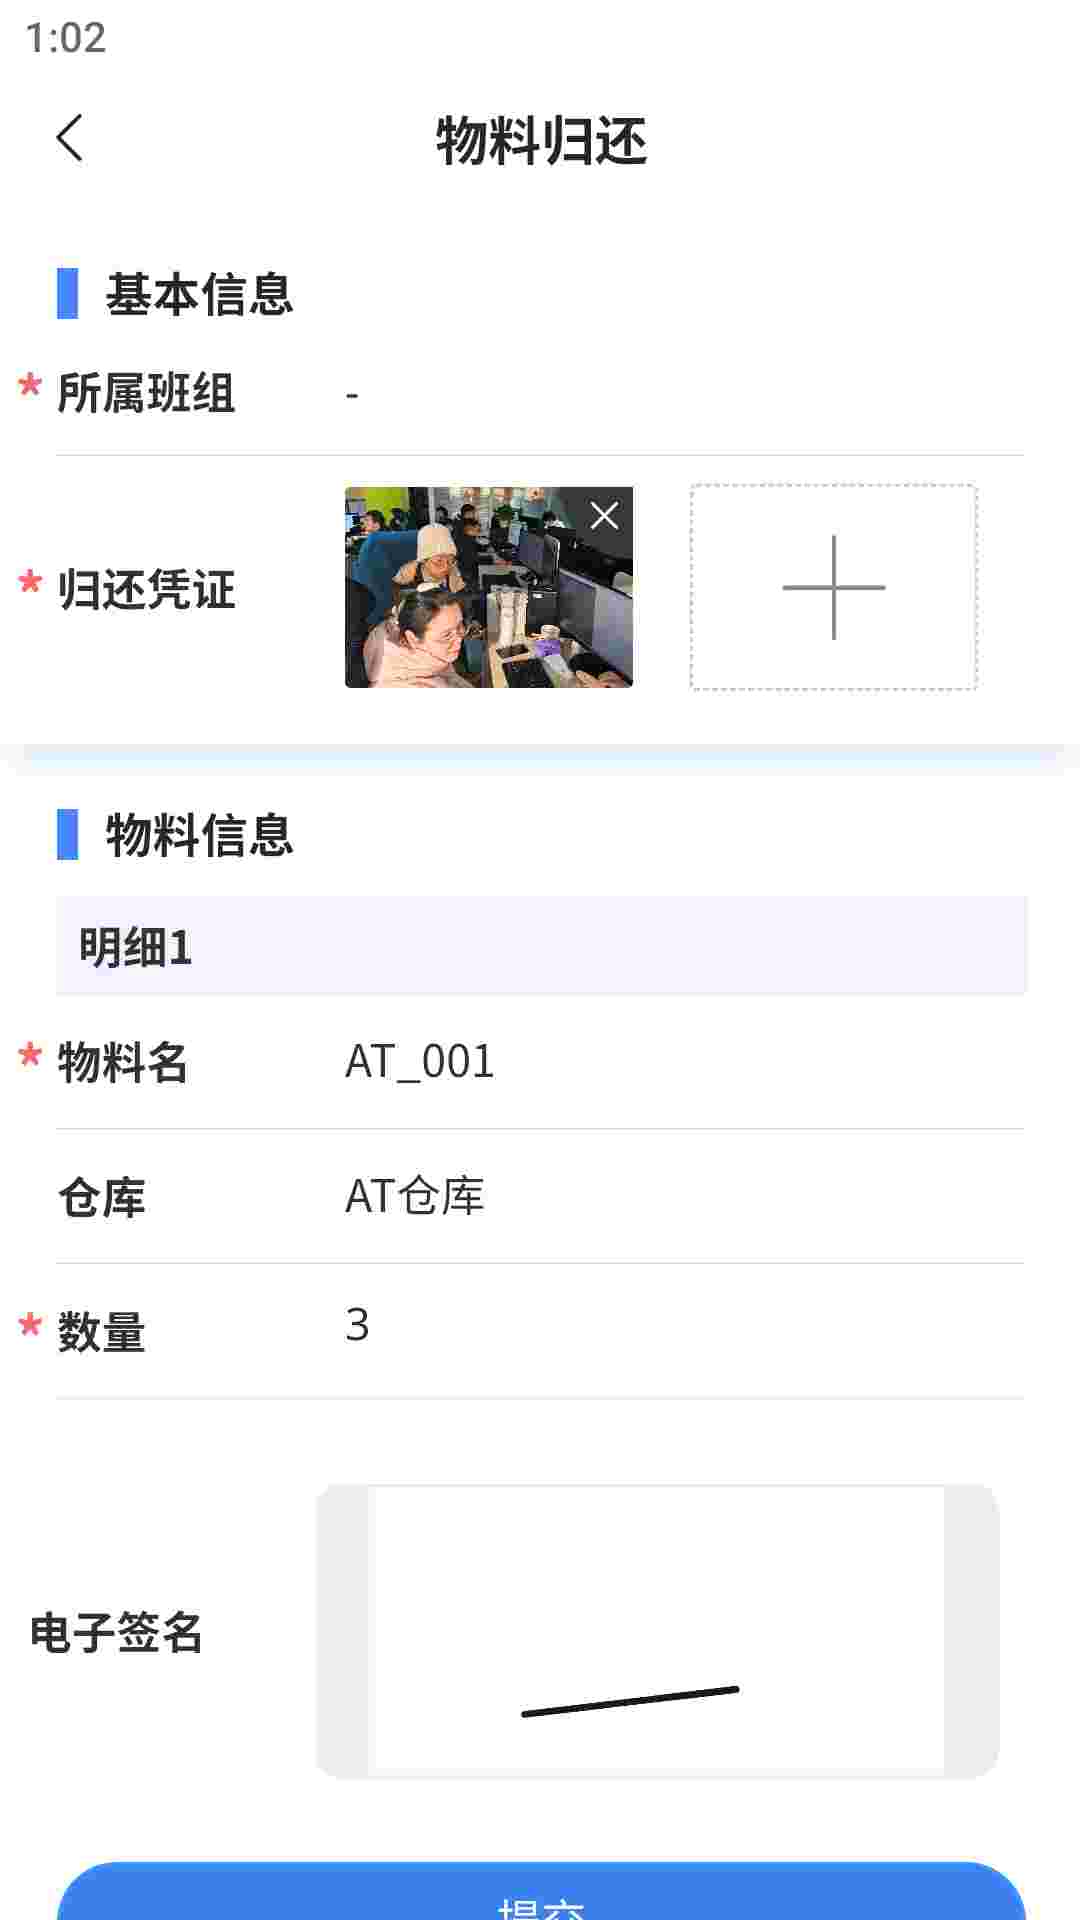 1:02
物料归还
基本信息
* 所属班组 -
* 归还凭证
物料信息
明细1
* 物料名 AT_001
仓库 AT仓库
* 数量 3
电子签名
提交